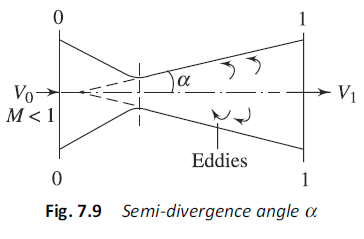 0
1
α
V0
V1
M < 1
Eddies
0
1
Fig. 7.9 Semi-divergence angle α